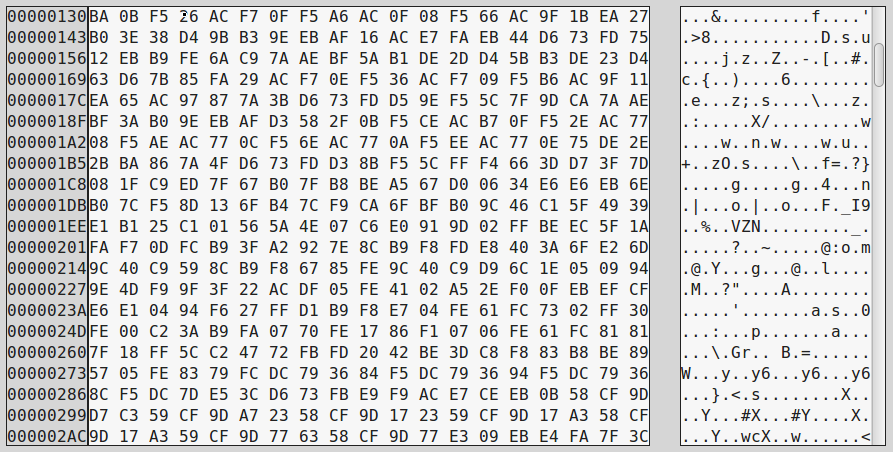 00000130 BA 0B F5 26 AC F7 0F F5 A6 AC 0F 08 F5 66 AC 9F 1B EA 27 ...&.........f....'
00000143 B0 3E 38 D4 9B B3 9E EB AF 16 AC E7 FA EB 44 D6 73 FD 75 .>8...........D.s.u
00000156 12 EB B9 FE 6A C9 7A AE BF 5A B1 DE 2D D4 5B B3 DE 23 D4 ....j.z..Z..-.[..#.
00000169 63 D6 7B 85 FA 29 AC F7 0E F5 36 AC F7 09 F5 B6 AC 9F 11 c.{..)....6........
0000017C EA 65 AC 97 87 7A 3B D6 73 FD D5 9E F5 5C 7F 9D CA 7A AE .e...z;.s....\...z.
0000018F BF 3A B0 9E EB AF D3 58 2F 0B F5 CE AC B7 0F F5 2E AC 77 .:.....X/.........w
000001A2 08 F5 AE AC 77 0C F5 6E AC 77 0A F5 EE AC 77 0E 75 DE 2E ....w..n.w....w.u..
000001B5 2B BA 86 7A 4F D6 73 FD D3 8B F5 5C FF F4 66 3D D7 3F 7D +..zO.s....\..f=.?}
000001C8 08 1F C9 ED 7F 67 B0 7F B8 BE A5 67 D0 06 34 E6 E6 EB 6E .....g.....g..4...n
000001DB B0 7C F5 8D 13 6F B4 7C F9 CA 6F BF B0 9C 46 C1 5F 49 39 .|...o.|..o...F._I9
000001EE E1 B1 25 C1 01 56 5A 4E 07 C6 E0 91 9D 02 FF BE EC 5F 1A ..%..VZN........._.
00000201 FA F7 0D FC B9 3F A2 92 7E 8C B9 F8 FD E8 40 3A 6F E2 6D .....?..~.....@:o.m
00000214 9C 40 C9 59 8C B9 F8 67 85 FE 9C 40 C9 D9 6C 1E 05 09 94 .@.Y...g...@..l....
00000227 9E 4D F9 9F 3F 22 AC DF 05 FE 41 02 A5 2E F0 0F EB EF CF .M..?"....A........
0000023A E6 E1 04 94 F6 27 FF D1 B9 F8 E7 04 FE 61 FC 73 02 FF 30 .....'.......a.s..0
0000024D FE 00 C2 3A B9 FA 07 70 FE 17 86 F1 07 06 FE 61 FC 81 81 ...:...p.......a...
00000260 7F 18 FF 5C C2 47 72 FB FD 20 42 BE 3D C8 F8 83 B8 BE 89 ...\.Gr.. B.=......
00000273 57 05 FE 83 79 FC DC 79 36 84 F5 DC 79 36 94 F5 DC 79 36 W...y..y6...y6...y6
00000286 8C F5 DC 7D E5 3C D6 73 FB E9 F9 AC E7 CE EB 0B 58 CF 9D ...}.<.s........X..
00000299 D7 C3 59 CF 9D A7 23 58 CF 9D 17 23 59 CF 9D 17 A3 58 CF ..Y...#X...#Y....X.
000002AC 9D 17 A3 59 CF 9D 77 63 58 CF 9D 77 E3 09 EB E4 FA 7F 3C ...Y..wcX..w......<